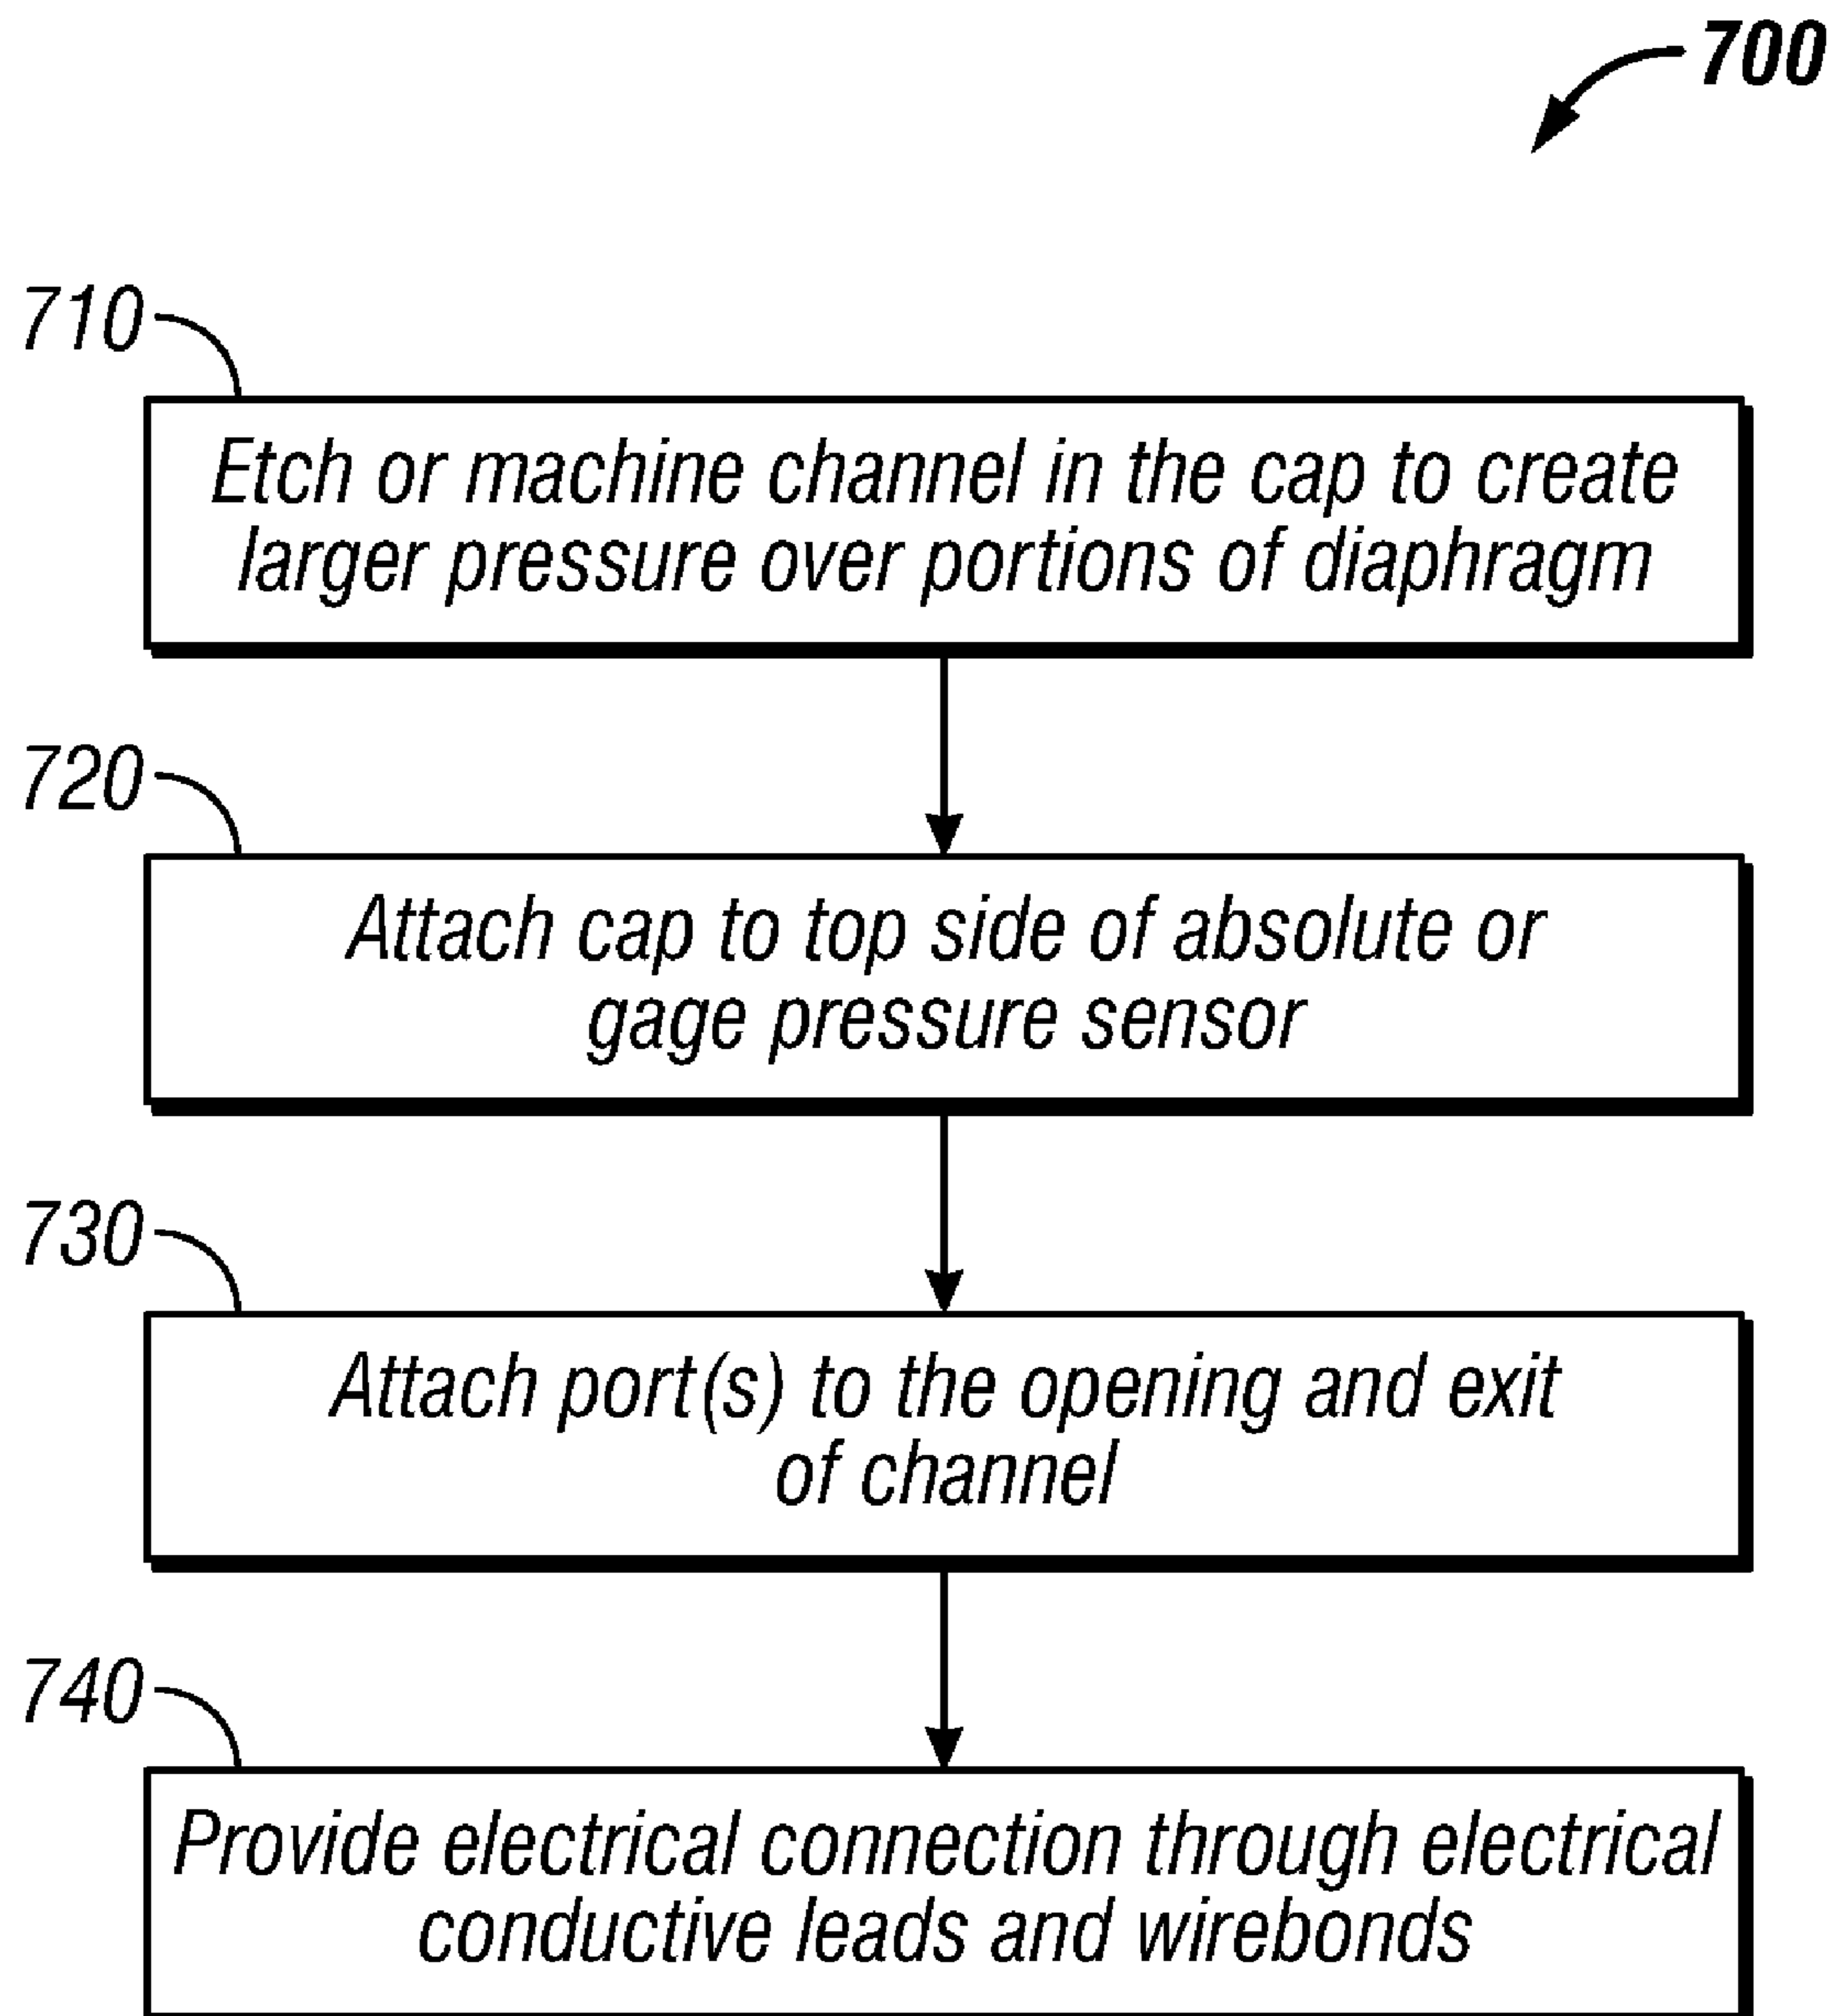 700
710
Etch or machine channel in the cap to create
larger pressure over portions of diaphragm
720
Attach cap to top side of absolute or
gage pressure sensor
730
Attach port(s) to the opening and exit
of channel
740
Provide electrical connection through electrical
conductive leads and wirebonds